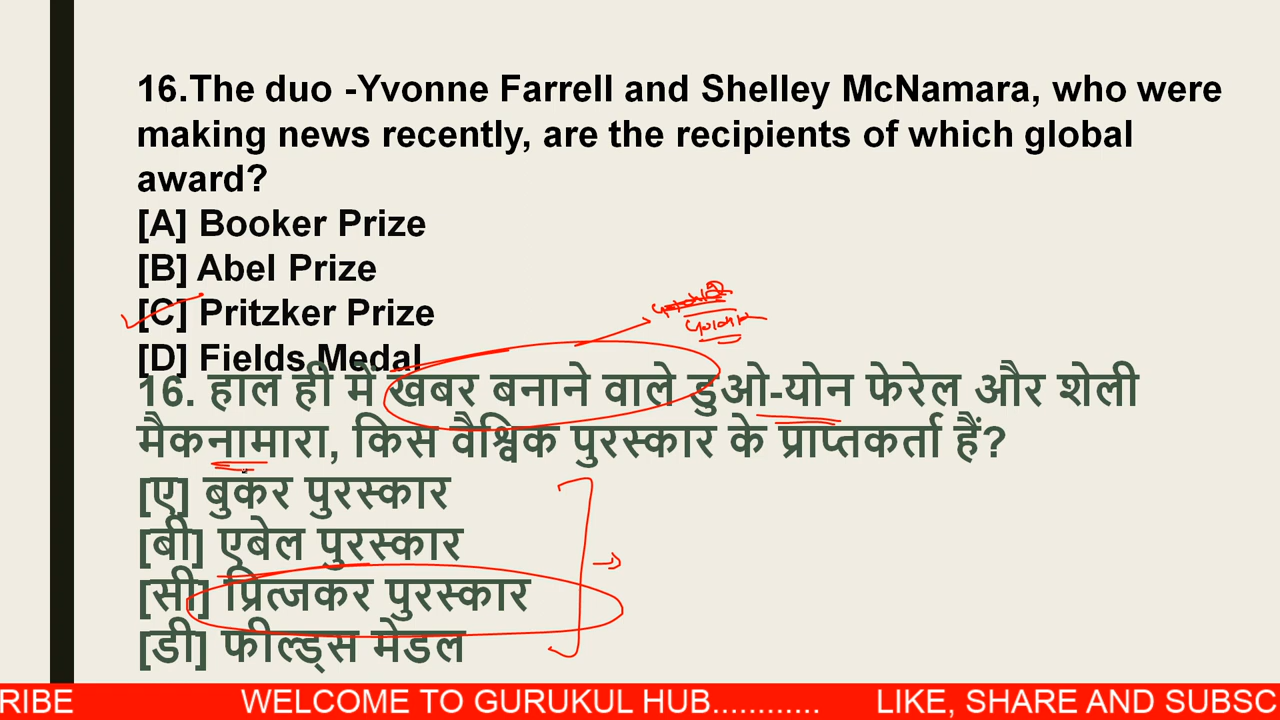 16.The duo -Yvonne Farrell and Shelley McNamara, who were
making news recently, are the recipients of which global
award?
[A] Booker Prize
[B] Abel Prize
[C] Pritzker Prize
[D] Fields Medal
16. हाल ही में खबर बनाने वाले डुओ-योन फेरेल और शेली
मैकनामारा, किस वैश्विक पुरस्कार के प्राप्तकर्ता हैं?
[ए] बुकर पुरस्कार
[बी] एबेल पुरस्कार
[सी] प्रित्जकर पुरस्कार
[डी] फील्ड्स मेडल
RIBE WELCOME TO GURUKUL HUB............ LIKE, SHARE AND SUBSC